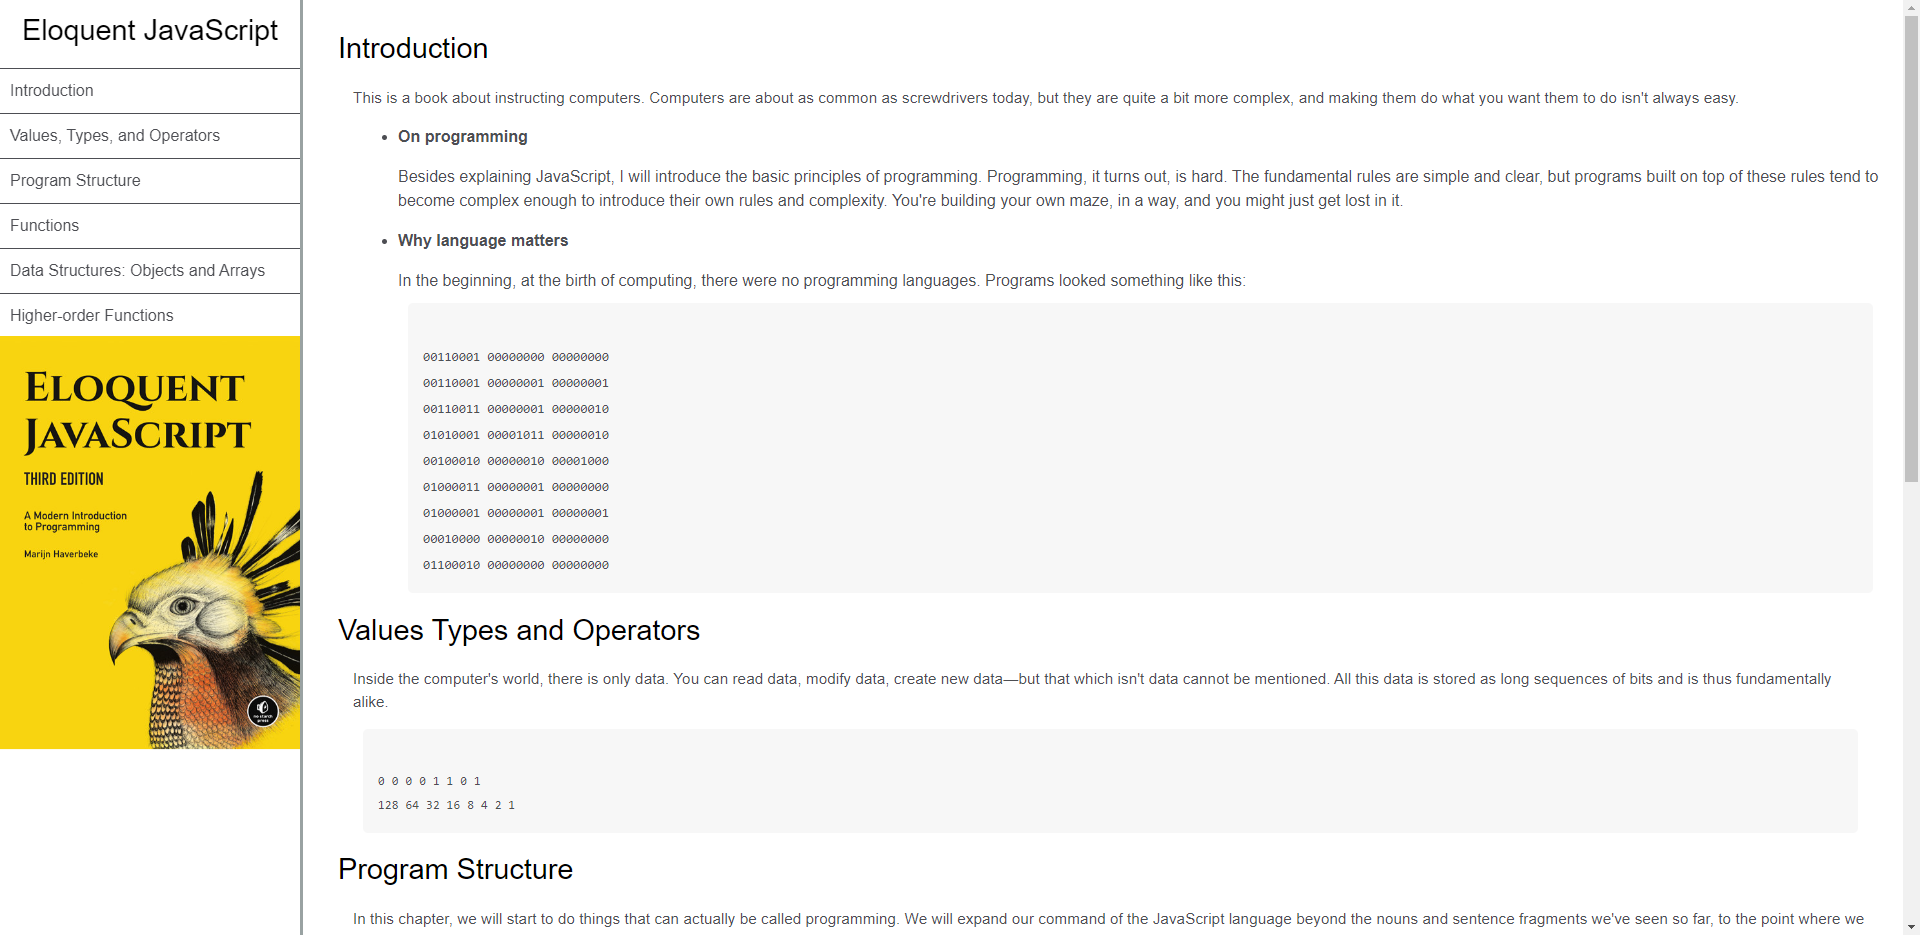 Eloquent JavaScript
Introduction
Values, Types, and Operators
Program Structure
Functions
Data Structures: Objects and Arrays
Higher-order Functions
ELOQUENT
JAVASCRIPT
THIRD EDITION
A Modern Introduction
to Programming
Marijn Haverbeke
no starch
press
Introduction
This is a book about instructing computers. Computers are about as common as screwdrivers today, but they are quite a bit more complex, and making them do what you want them to do isn't always easy.
• On programming
Besides explaining JavaScript, I will introduce the basic principles of programming. Programming, it turns out, is hard. The fundamental rules are simple and clear, but programs built on top of these rules tend to
become complex enough to introduce their own rules and complexity. You're building your own maze, in a way, and you might just get lost in it.
• Why language matters
In the beginning, at the birth of computing, there were no programming languages. Programs looked something like this:
00110001 00000000 00000000
00110001 00000001 00000001
00110011 00000001 00000010
01010001 00001011 00000010
00100010 00000010 00001000
01000011 00000001 00000000
01000001 00000001 00000001
00010000 00000010 00000000
01100010 00000000 00000000
Values Types and Operators
Inside the computer's world, there is only data. You can read data, modify data, create new data—but that which isn't data cannot be mentioned. All this data is stored as long sequences of bits and is thus fundamentally
alike.
0 0 0 0 1 1 0 1
128 64 32 16 8 4 2 1
Program Structure
In this chapter, we will start to do things that can actually be called programming. We will expand our command of the JavaScript language beyond the nouns and sentence fragments we've seen so far, to the point where we